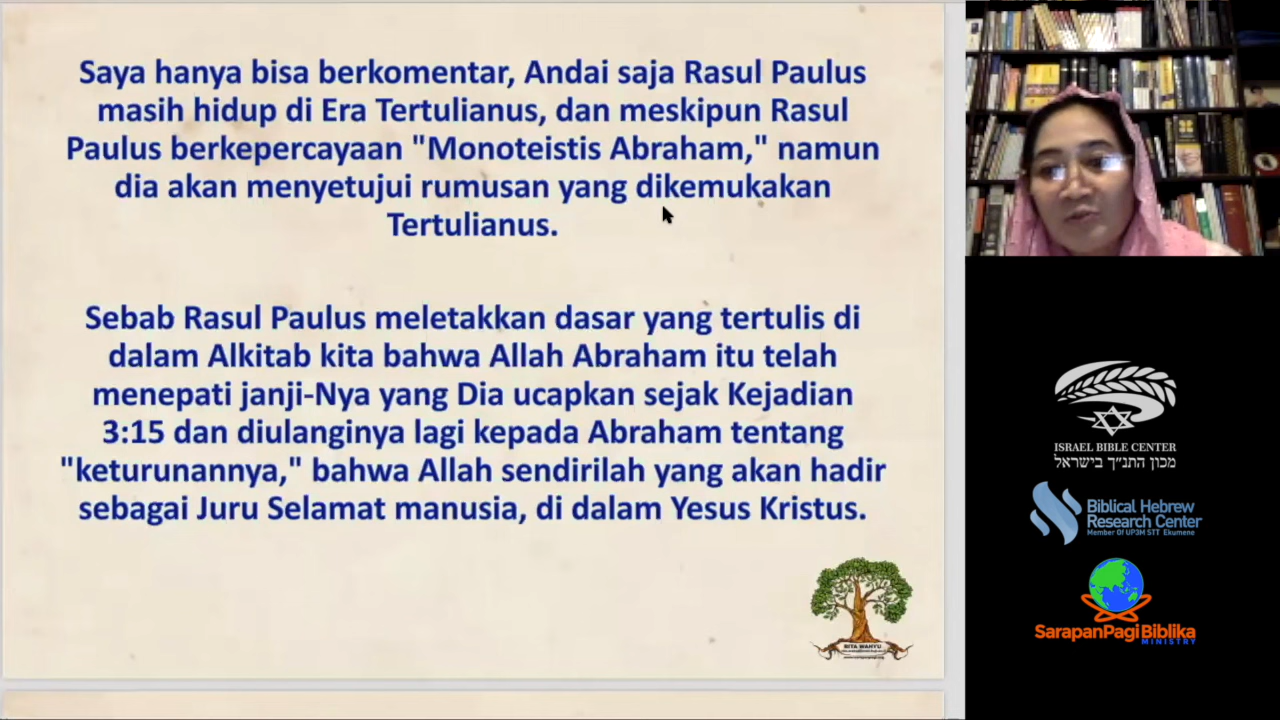 Saya hanya bisa berkomentar, Andai saja Rasul Paulus
masih hidup di Era Tertulianus, dan meskipun Rasul
Paulus berkepercayaan "Monoteistis Abraham," namun
dia akan menyetujui rumusan yang dikemukakan
Tertulianus.
Sebab Rasul Paulus meletakkan dasar yang tertulis di
dalam Alkitab kita bahwa Allah Abraham itu telah
menepati janji-Nya yang Dia ucapkan sejak Kejadian
3:15 dan diulanginya lagi kepada Abraham tentang
"keturunannya," bahwa Allah sendirilah yang akan hadir
sebagai Juru Selamat manusia, di dalam Yesus Kristus.
RITA WAHYU
ISRAEL BIBLE CENTER
מכון התנ״ך בישראל
Biblical Hebrew
Research Center
Member Of UP3M STT Ekumene
SarapanPagi Biblika
MINISTRY